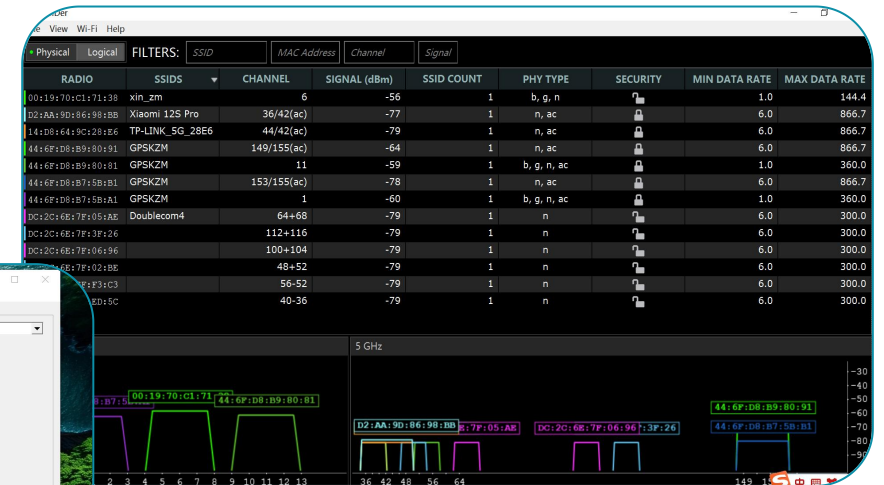 View Wi-Fi Help
Physical Logical FILTERS: SSID MAC Address Channel Signal
RADIO SSIDS CHANNEL SIGNAL (dBm) SSID COUNT PHY TYPE SECURITY MIN DATA RATE MAX DATA RATE
00:19:70:C1:71:38 xin_zm 6 -56 1 b, g, n 1.0 144.4
D2:AA:9D:86:98:BB Xiaomi 12S Pro 36/42(ac) -77 1 n, ac 6.0 866.7
14:D8:64:9C:28:E6 TP-LINK_5G_28E6 44/42(ac) -79 1 n, ac 6.0 866.7
44:6F:D8:B9:80:91 GPSKZM 149/155(ac) -64 1 n, ac 6.0 866.7
44:6F:D8:B9:80:81 GPSKZM 11 -59 1 b, g, n, ac 1.0 360.0
44:6F:D8:B7:5B:B1 GPSKZM 153/155(ac) -78 1 n, ac 6.0 866.7
44:6F:D8:B7:5B:A1 GPSKZM 1 -60 1 b, g, n, ac 1.0 360.0
DC:2C:6E:7F:05:AE Doublecom4 64+68 -79 1 n 6.0 300.0
DC:2C:6E:7F:3F:26 112+116 -79 1 n 6.0 300.0
DC:2C:6E:7F:06:96 100+104 -79 1 n 6.0 300.0
:6E:7F:02:BE 48+52 -79 1 n 6.0 300.0
:F3:C3 56-52 -79 1 n 6.0 300.0
ED:5C 40-36 -79 1 n 6.0 300.0
5 GHz
-30
-40
-50
-60
-70
-80
-90
00:19:70:C1:71
44:6F:D8:B9:80:81
44:6F:D8:B9:80:91
D2:AA:9D:86:98:BB E:7F:05:AE DC:2C:6E:7F:06:96 :3F:26 44:6F:D8:B7:5B:B1
2 3 4 5 6 7 8 9 10 11 12 13 36 42 48 56 64 149 中